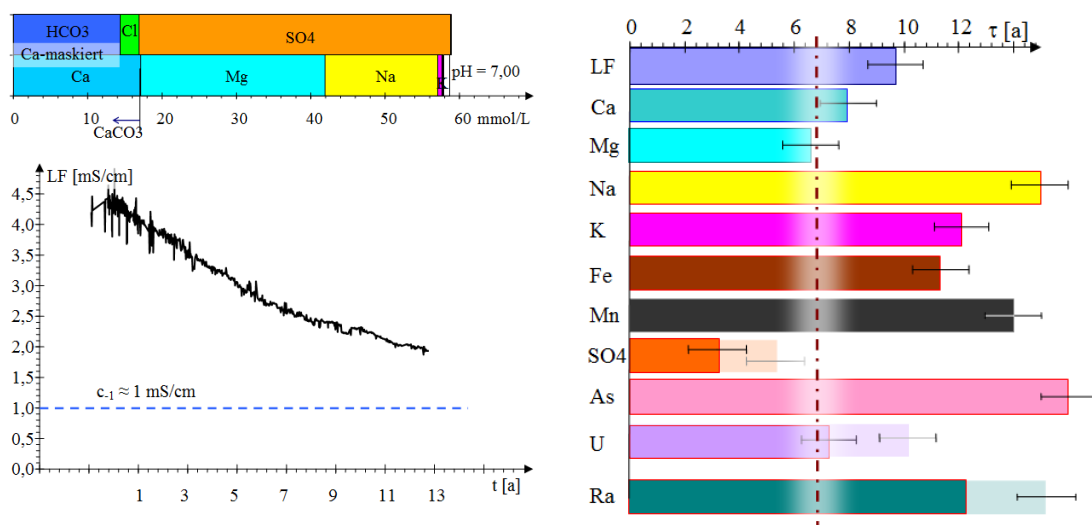 HCO3 Cl SO4
Ca-maskiert
Ca Mg Na K pH = 7,00
0 10 20 30 40 50 60 mmol/L
CaCO3
LF [mS/cm]
4,5
4,0
3,5
3,0
2,5
2,0
1,5
1,0
0,5
0,0
c-1 ≈ 1 mS/cm
1 3 5 7 9 11 13 t [a]
0 2 4 6 8 10 12 τ [a]
LF
Ca
Mg
Na
K
Fe
Mn
SO4
As
U
Ra